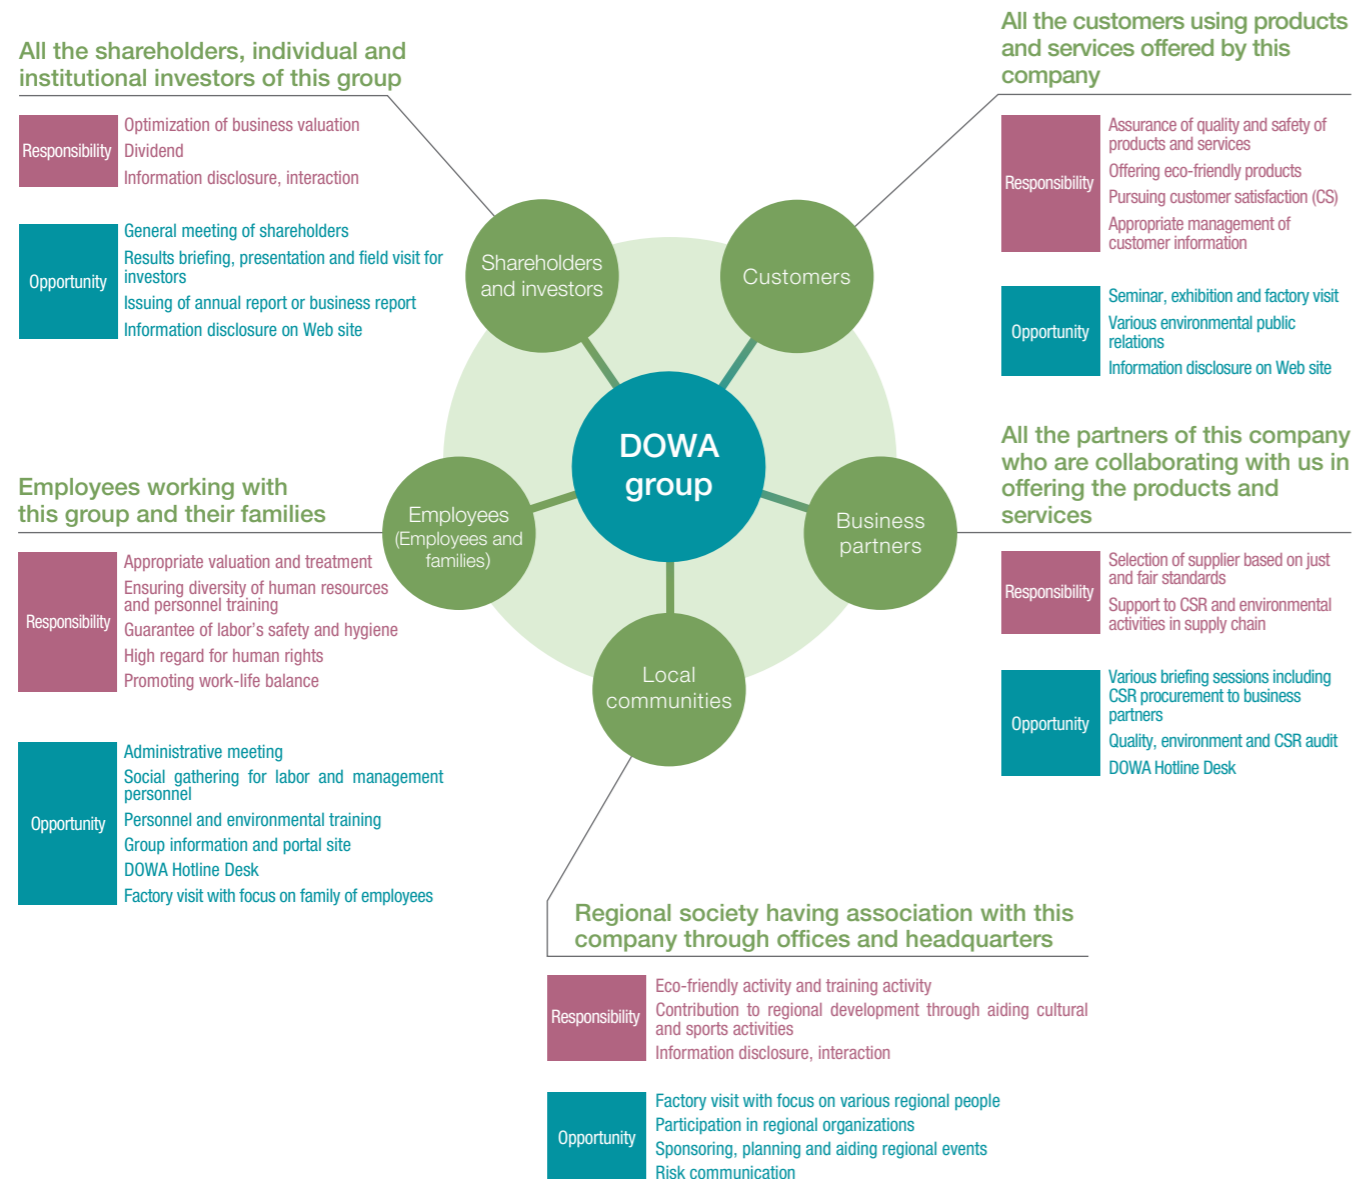 All the shareholders, individual and
institutional investors of this group
Responsibility
Optimization of business valuation
Dividend
Information disclosure, interaction
Opportunity
General meeting of shareholders
Results briefing, presentation and field visit for
investors
Issuing of annual report or business report
Information disclosure on Web site
All the customers using products
and services offered by this
company
Responsibility
Assurance of quality and safety of
products and services
Offering eco-friendly products
Pursuing customer satisfaction (CS)
Appropriate management of
customer information
Opportunity
Seminar, exhibition and factory visit
Various environmental public
relations
Information disclosure on Web site
Shareholders
and investors
Customers
DOWA
group
Employees
(Employees and
families)
Business
partners
Local
communities
Employees working with
this group and their families
Responsibility
Appropriate valuation and treatment
Ensuring diversity of human resources
and personnel training
Guarantee of labor's safety and hygiene
High regard for human rights
Promoting work-life balance
Opportunity
Administrative meeting
Social gathering for labor and management
personnel
Personnel and environmental training
Group information and portal site
DOWA Hotline Desk
Factory visit with focus on family of employees
All the partners of this company
who are collaborating with us in
offering the products and
services
Responsibility
Selection of supplier based on just
and fair standards
Support to CSR and environmental
activities in supply chain
Opportunity
Various briefing sessions including
CSR procurement to business
partners
Quality, environment and CSR audit
DOWA Hotline Desk
Regional society having association with this
company through offices and headquarters
Responsibility
Eco-friendly activity and training activity
Contribution to regional development through aiding cultural
and sports activities
Information disclosure, interaction
Opportunity
Factory visit with focus on various regional people
Participation in regional organizations
Sponsoring, planning and aiding regional events
Risk communication